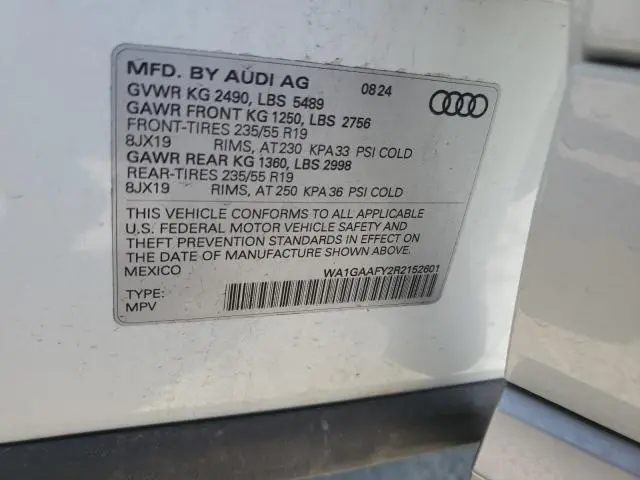 MFD. BY AUDI AG 08 24
GVWR KG 2490, LBS 5489
GAWR FRONT KG 1250, LBS 2756
FRONT-TIRES 235/55 R19
8JX19 RIMS, AT 230 KPA 33 PSI COLD
GAWR REAR KG 1360, LBS 2998
REAR-TIRES 235/55 R19
8JX19 RIMS, AT 250 KPA 36 PSI COLD
THIS VEHICLE CONFORMS TO ALL APPLICABLE
U.S. FEDERAL MOTOR VEHICLE SAFETY AND
THEFT PREVENTION STANDARDS IN EFFECT ON
THE DATE OF MANUFACTURE SHOWN ABOVE.
MEXICO WA1GAAFY2R2152601
TYPE:
MPV